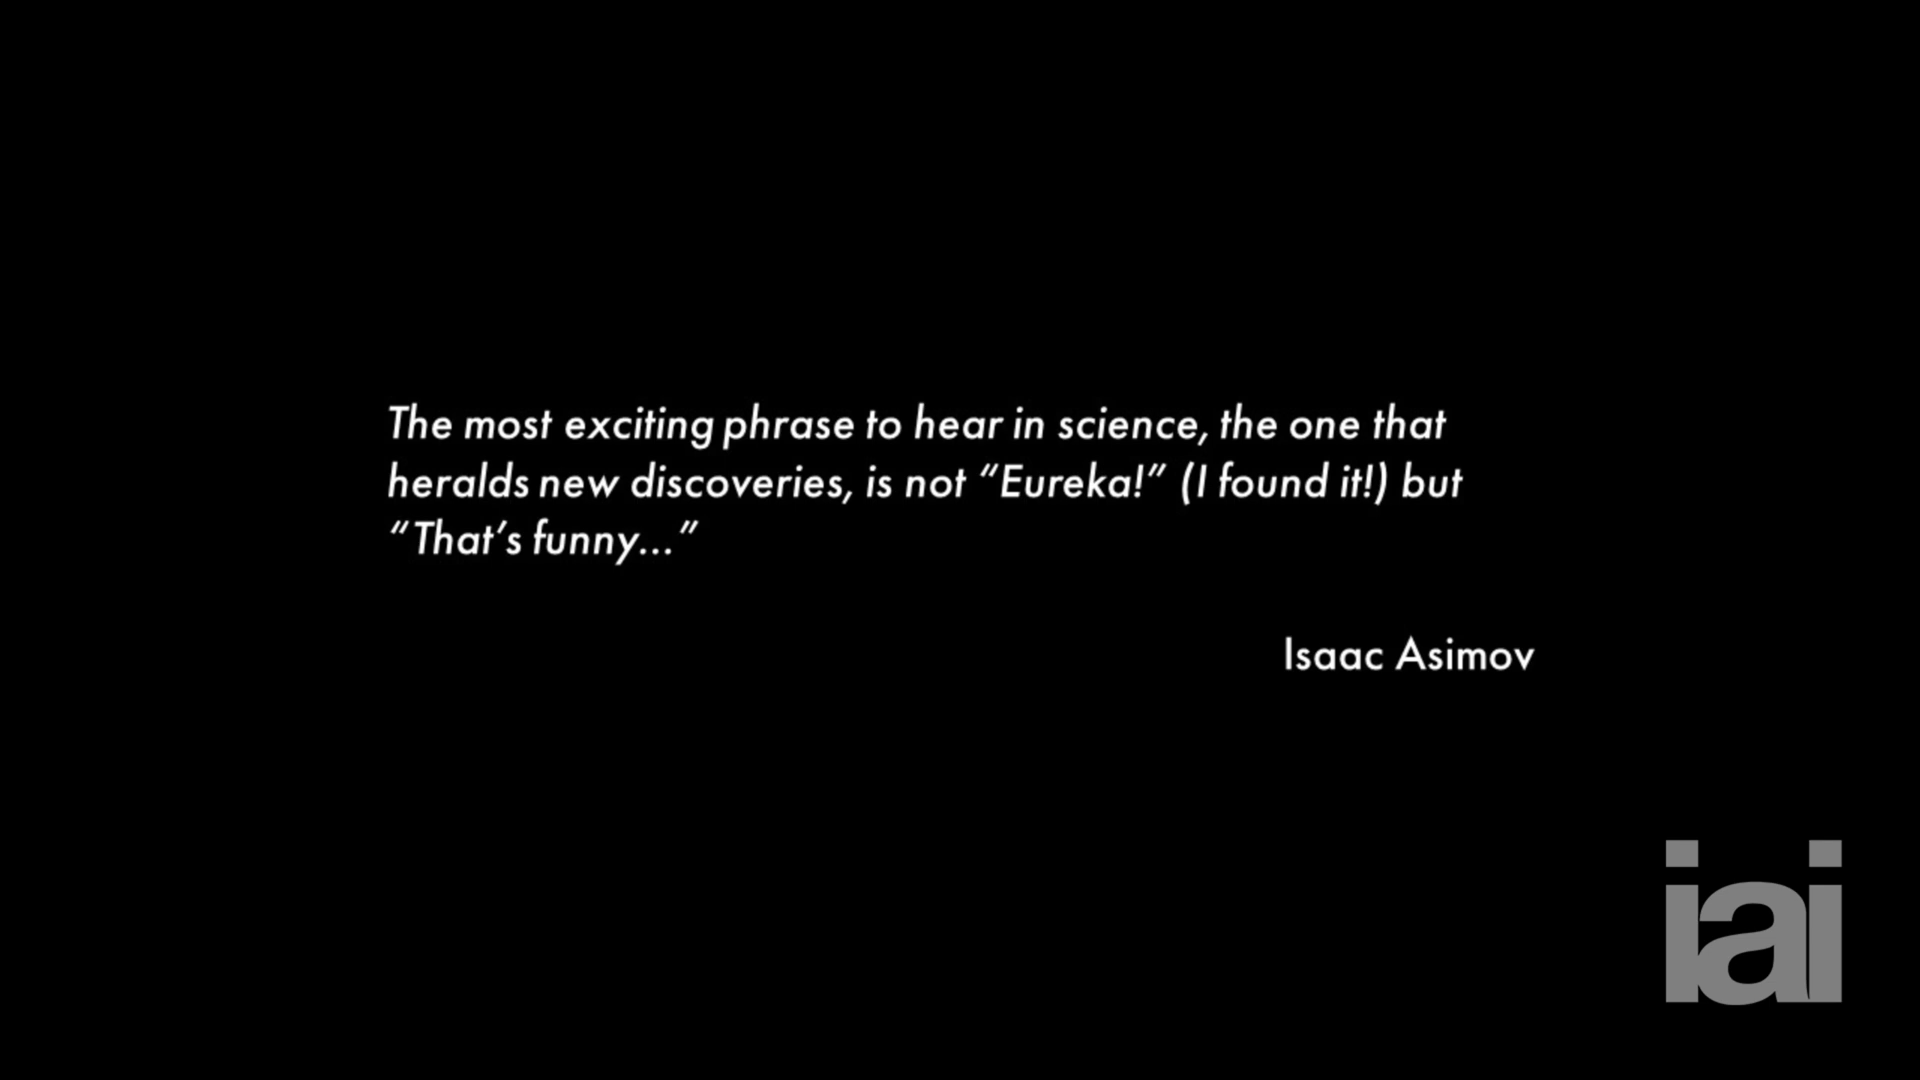 The most exciting phrase to hear in science, the one that
heralds new discoveries, is not “Eureka!” (I found it!) but
“That’s funny...”
Isaac Asimov
iai